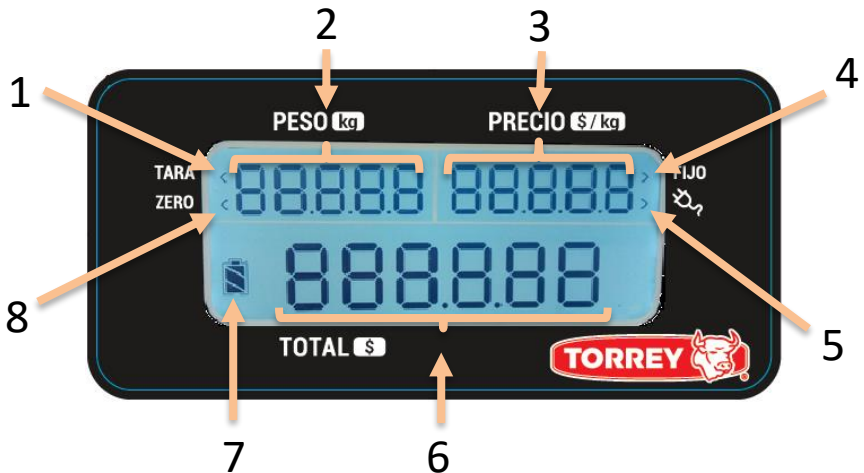 2 3
1 4
PESO kg PRECIO $/kg
TARA < 88888 88888 > FIJO
ZERO <  >
888888
8 5
TOTAL $ TORREY ®
7 6